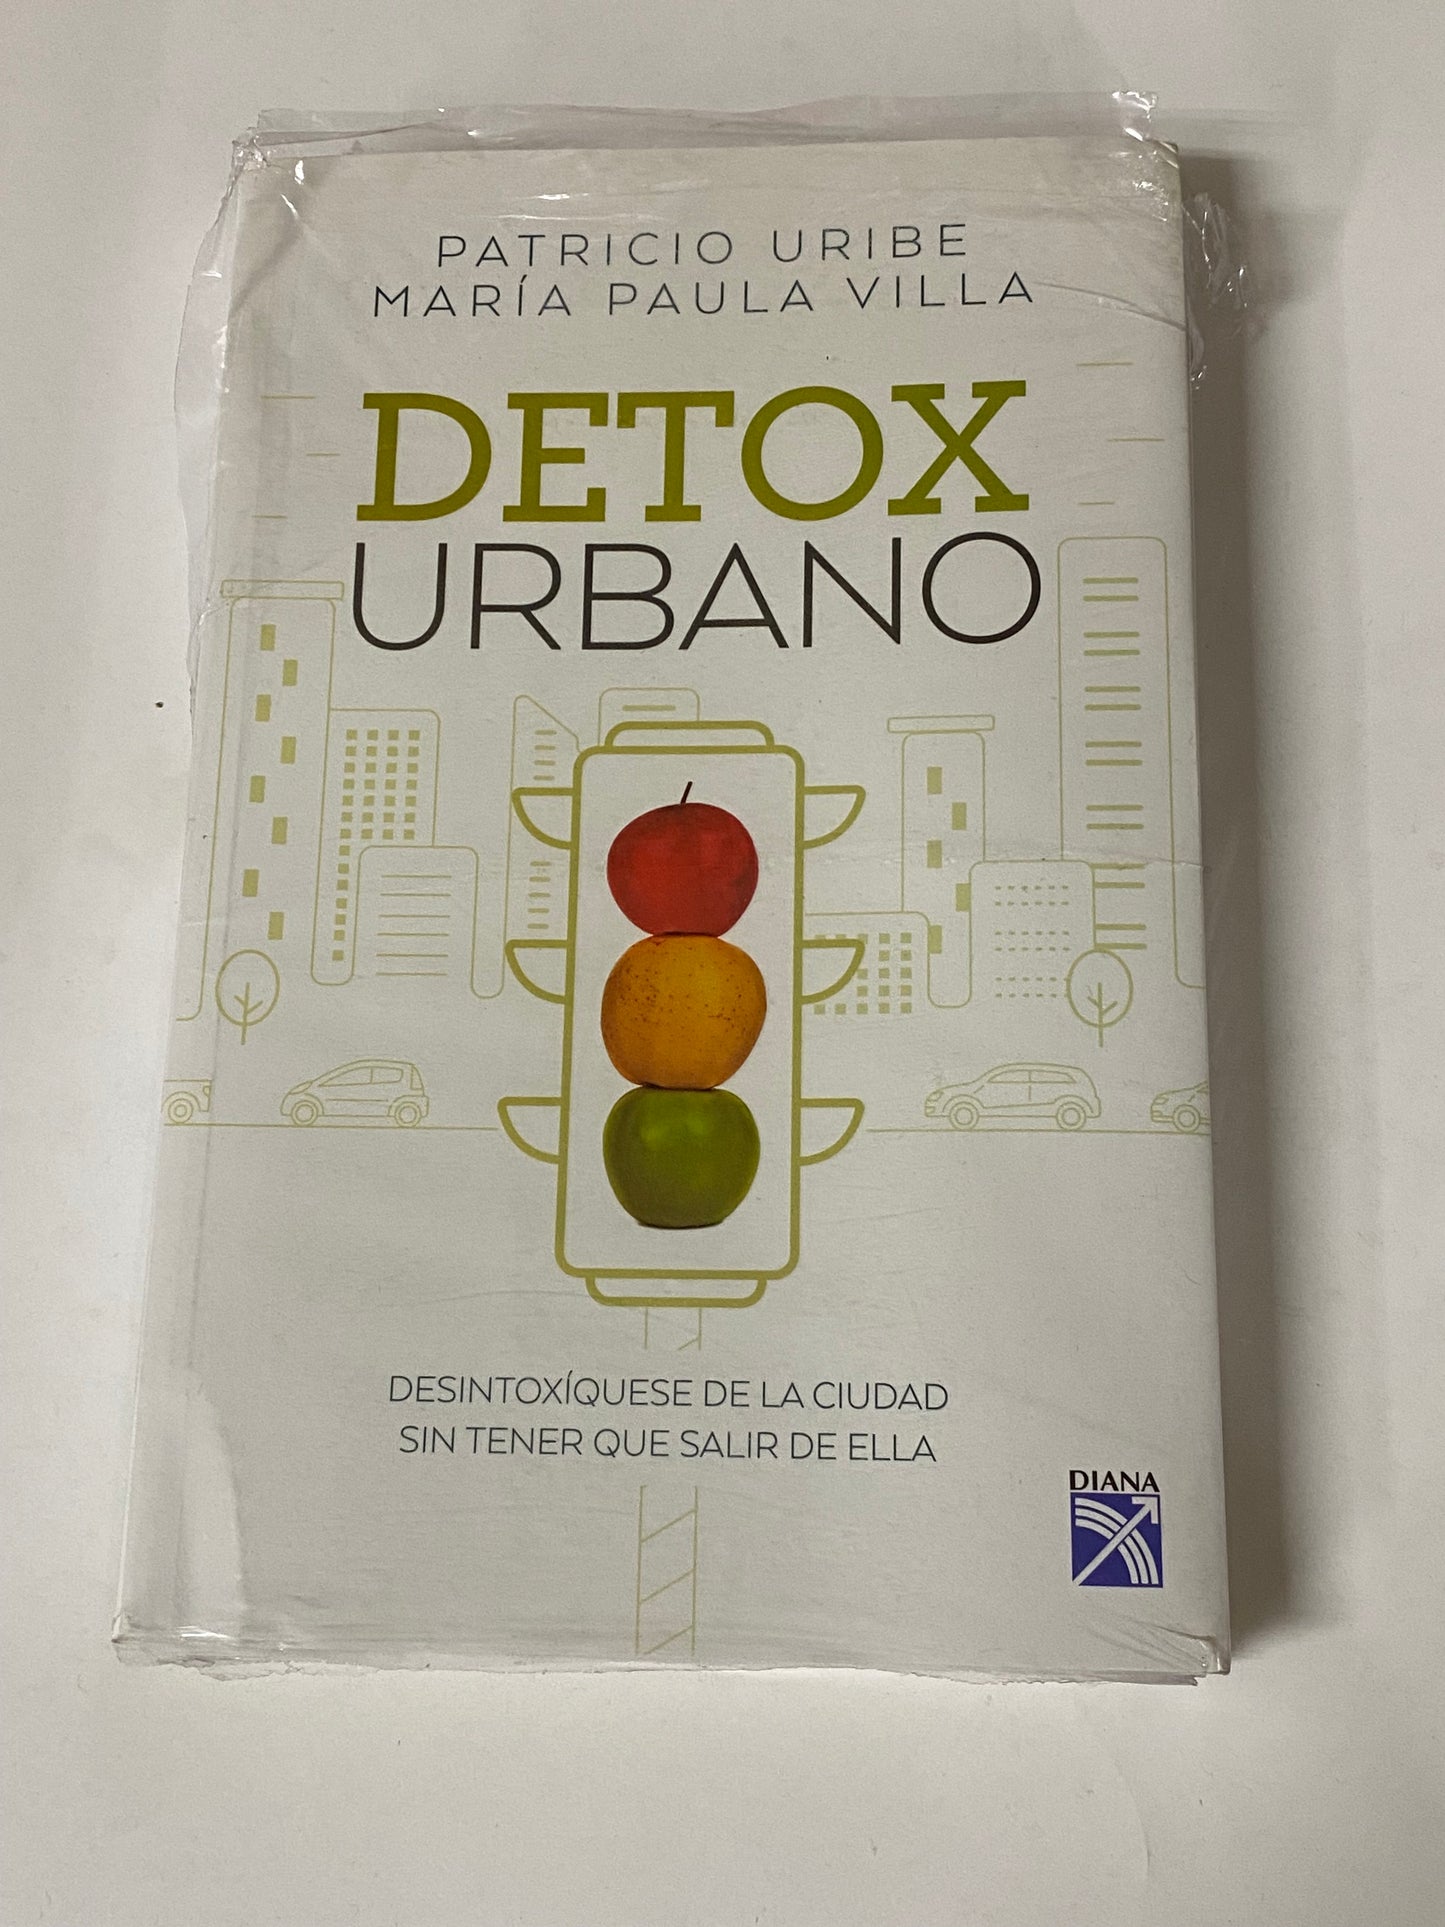 PATRICIO URIBE
MARÍA PAULA VILLA
DETOX
URBANO
DESINTOXÍQUESE DE LA CIUDAD
SIN TENER QUE SALIR DE ELLA
DIANA